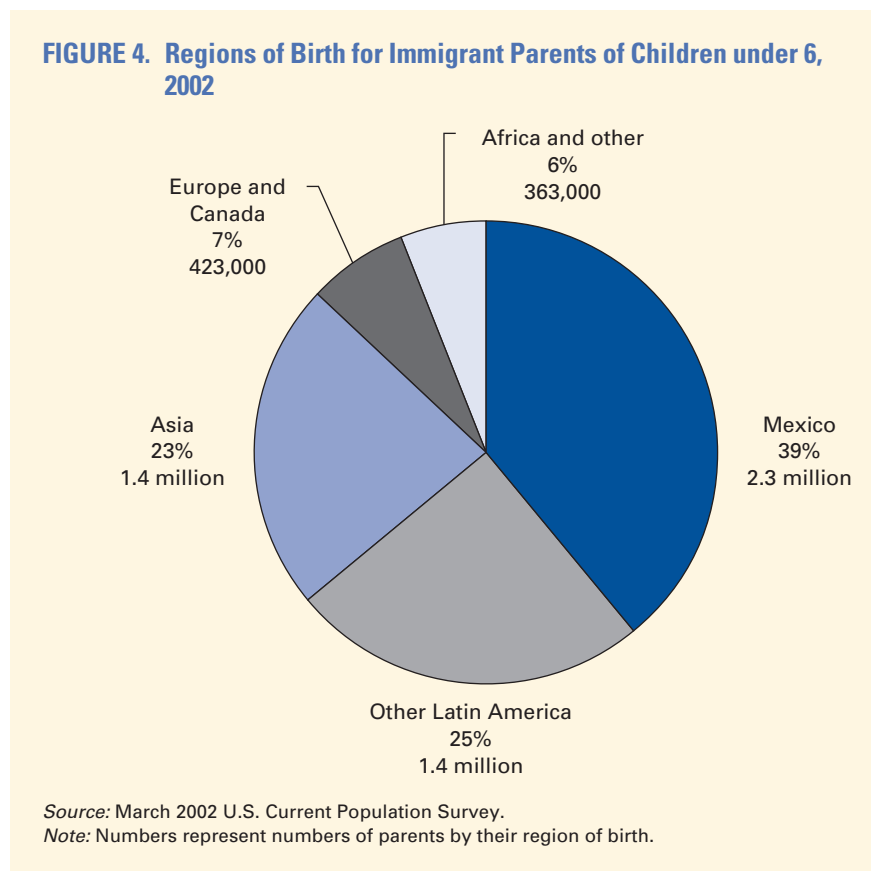 FIGURE 4. Regions of Birth for Immigrant Parents of Children under 6,
2002
Africa and other
6%
363,000
Europe and
Canada
7%
423,000
Asia
23%
1.4 million
Mexico
39%
2.3 million
Other Latin America
25%
1.4 million
Source: March 2002 U.S. Current Population Survey.
Note: Numbers represent numbers of parents by their region of birth.